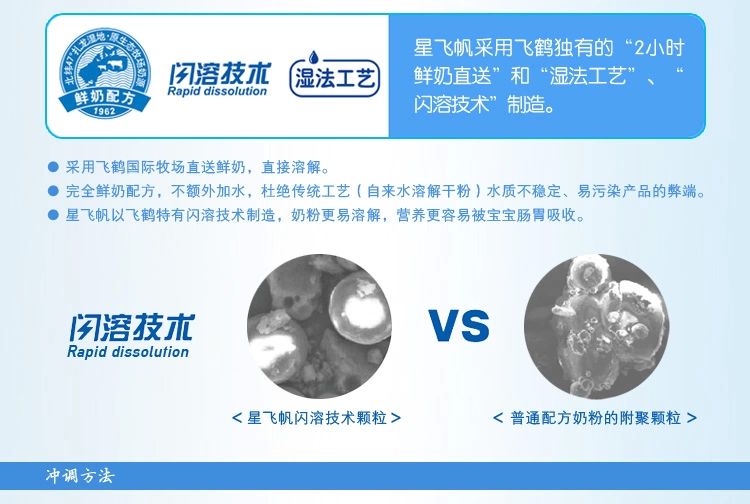 北纬47°扎龙湿地·原生态牧场奶源
鲜奶配方
1962
闪溶技术
Rapid dissolution
湿法工艺
星飞帆采用飞鹤独有的“2小时
鲜奶直送”和“湿法工艺”、“
闪溶技术”制造。
采用飞鹤国际牧场直送鲜奶，直接溶解。
完全鲜奶配方，不额外加水，杜绝传统工艺（自来水溶解干粉）水质不稳定、易污染产品的弊端。
星飞帆以飞鹤特有闪溶技术制造，奶粉更易溶解，营养更容易被宝宝肠胃吸收。
闪溶技术
Rapid dissolution
VS
<星飞帆闪溶技术颗粒>
<普通配方奶粉的附聚颗粒>
冲调方法